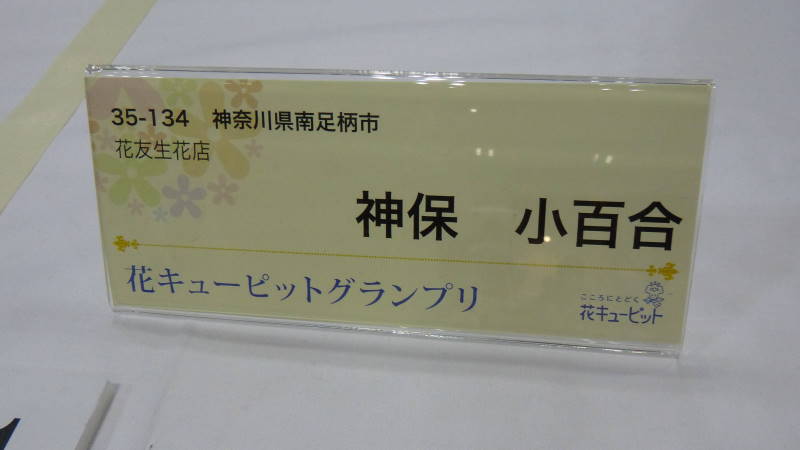 35-134 神奈川県南足柄市
花友生花店
神保 小百合
花キューピットグランプリ
こころにとどく
花キューピット